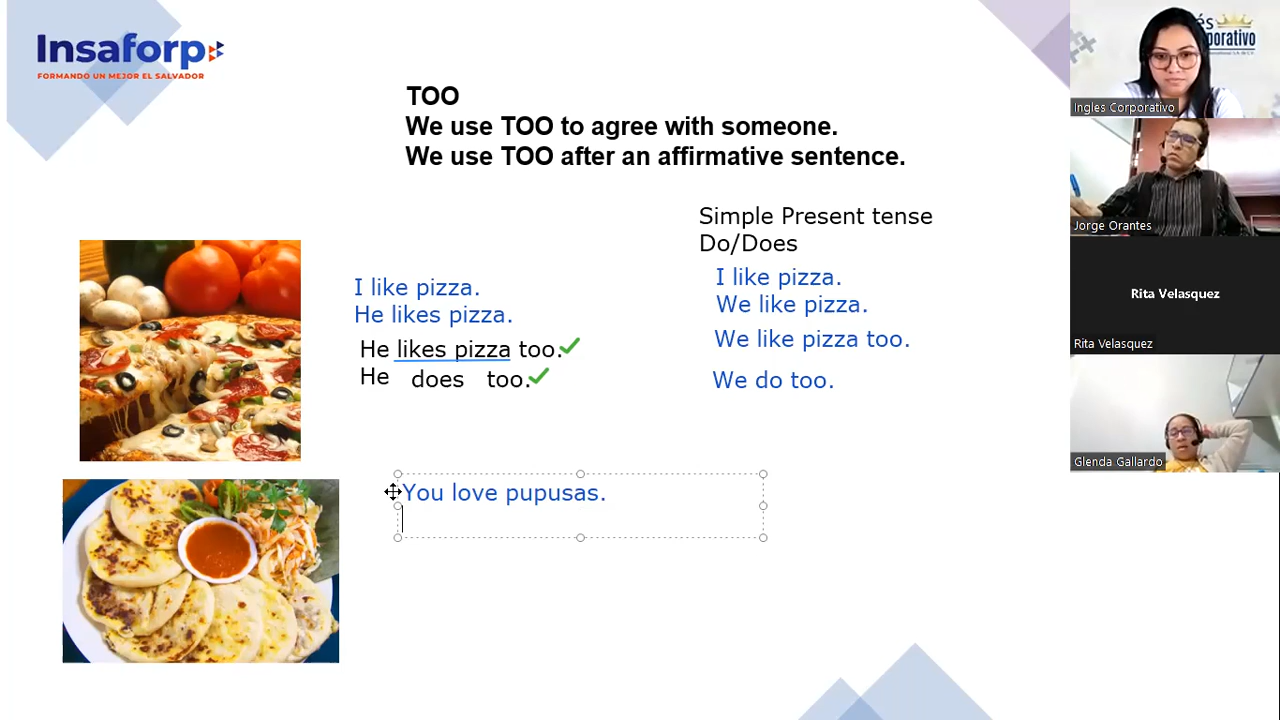 Insaforp
FORMANDO UN MEJOR EL SALVADOR
TOO
We use TOO to agree with someone.
We use TOO after an affirmative sentence.
Simple Present tense
Do/Does
I like pizza.
He likes pizza.
He likes pizza too.
He does too.
I like pizza.
We like pizza.
We like pizza too.
We do too.
You love pupusas.
Ingles Corporativo
Jorge Orantes
Rita Velasquez
Rita Velasquez
Glenda Gallardo